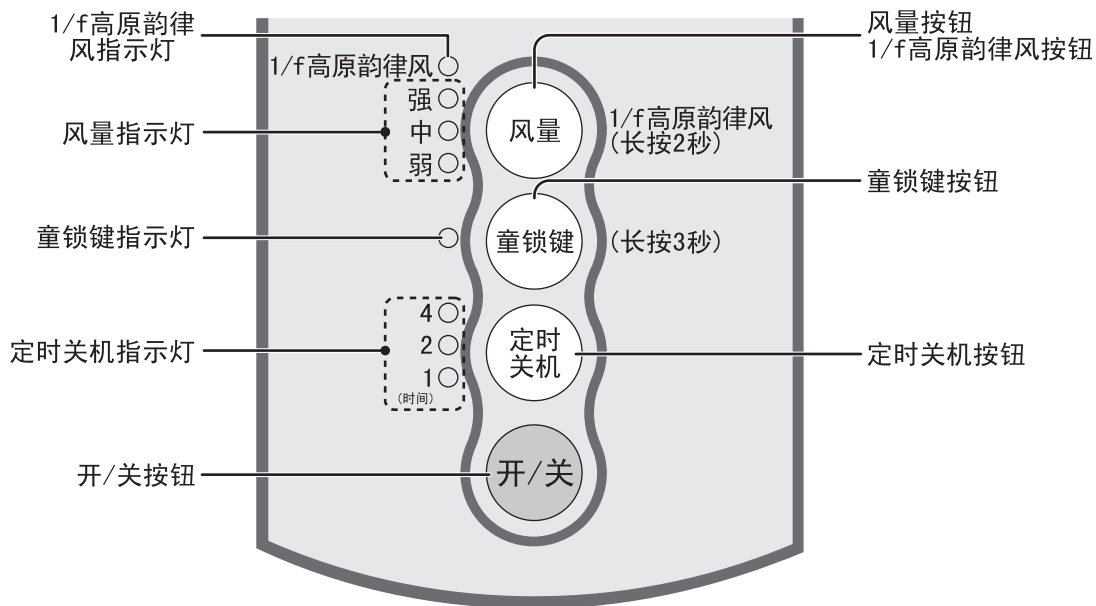 1/f高原韵律
风指示灯
风量按钮
1/f高原韵律风按钮
1/f高原韵律风
强
中
弱
风量指示灯
风量
1/f高原韵律风
(长按2秒)
童锁键按钮
童锁键指示灯
童锁键
(长按3秒)
4
2
1
(时间)
定时关机指示灯
定时
关机
定时关机按钮
开/关按钮
开/关